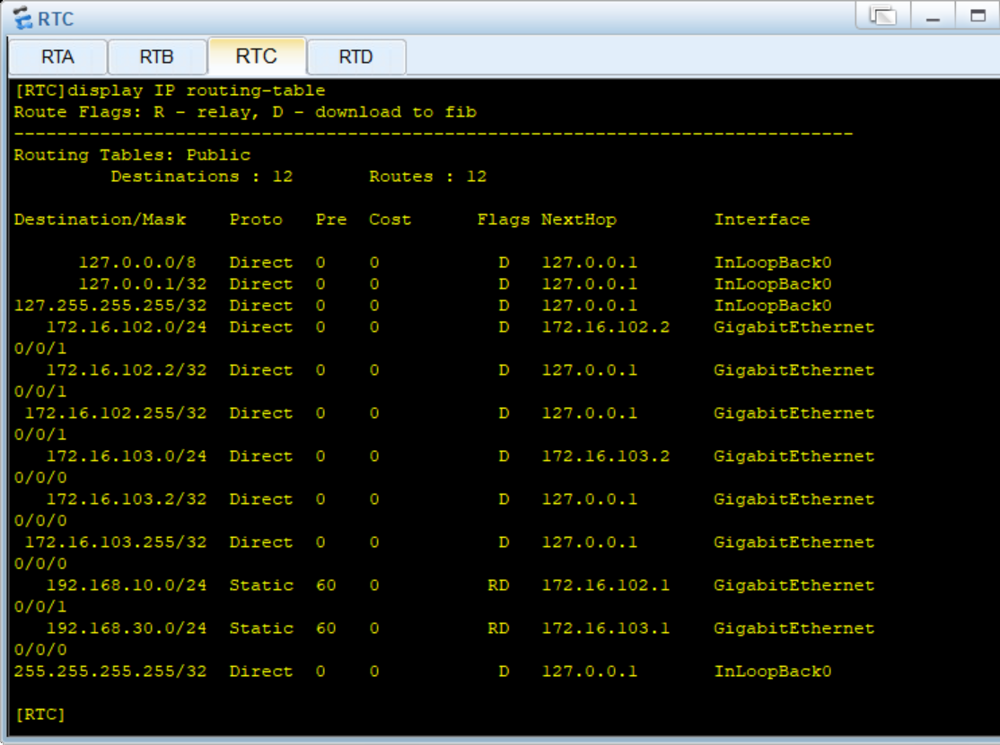 RTC
RTA RTB RTC RTD
[RTC]display IP routing-table
Route Flags: R - relay, D - download to fib
------------------------------------------------------------------------------
Routing Tables: Public
         Destinations : 12       Routes : 12

Destination/Mask    Proto   Pre  Cost      Flags NextHop         Interface

      127.0.0.0/8   Direct  0    0           D   127.0.0.1       InLoopBack0
      127.0.0.1/32  Direct  0    0           D   127.0.0.1       InLoopBack0
127.255.255.255/32  Direct  0    0           D   127.0.0.1       InLoopBack0
   172.16.102.0/24  Direct  0    0           D   172.16.102.2    GigabitEthernet
0/0/1
   172.16.102.2/32  Direct  0    0           D   127.0.0.1       GigabitEthernet
0/0/1
 172.16.102.255/32  Direct  0    0           D   127.0.0.1       GigabitEthernet
0/0/1
   172.16.103.0/24  Direct  0    0           D   172.16.103.2    GigabitEthernet
0/0/0
   172.16.103.2/32  Direct  0    0           D   127.0.0.1       GigabitEthernet
0/0/0
 172.16.103.255/32  Direct  0    0           D   127.0.0.1       GigabitEthernet
0/0/0
   192.168.10.0/24  Static  60   0          RD   172.16.102.1    GigabitEthernet
0/0/1
   192.168.30.0/24  Static  60   0          RD   172.16.103.1    GigabitEthernet
0/0/0
255.255.255.255/32  Direct  0    0           D   127.0.0.1       InLoopBack0

[RTC]